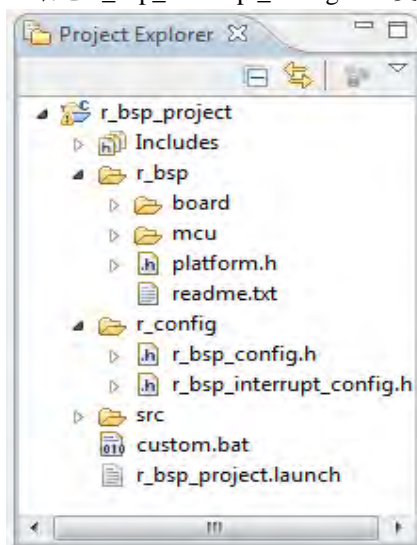 Project Explorer
r_bsp_project
Includes
r_bsp
board
mcu
platform.h
readme.txt
r_config
r_bsp_config.h
r_bsp_interrupt_config.h
src
custom.bat
r_bsp_project.launch